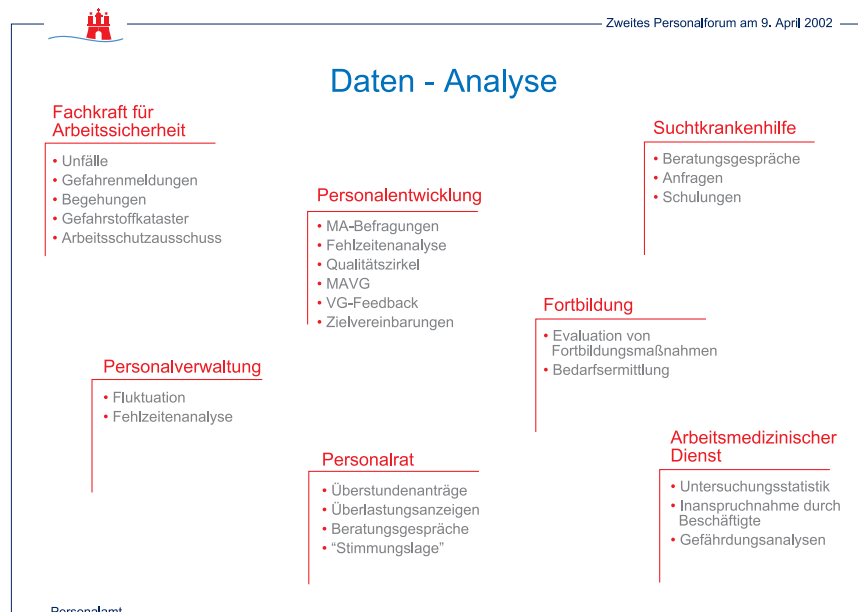 Zweites Personalforum am 9. April 2002
Daten - Analyse
Fachkraft für
Arbeitssicherheit
• Unfälle
• Gefahrenmeldungen
• Begehungen
• Gefahrstoffkataster
• Arbeitsschutzausschuss
Suchtkrankenhilfe
• Beratungsgespräche
• Anfragen
• Schulungen
Personalentwicklung
• MA-Befragungen
• Fehlzeitenanalyse
• Qualitätszirkel
• MAVG
• VG-Feedback
• Zielvereinbarungen
Fortbildung
• Evaluation von
Fortbildungsmaßnahmen
• Bedarfsermittlung
Personalverwaltung
• Fluktuation
• Fehlzeitenanalyse
Personalrat
• Überstundenanträge
• Überlastungsanzeigen
• Beratungsgespräche
• “Stimmungslage”
Arbeitsmedizinischer
Dienst
• Untersuchungsstatistik
• Inanspruchnahme durch
Beschäftigte
• Gefährdungsanalysen
Personalamt